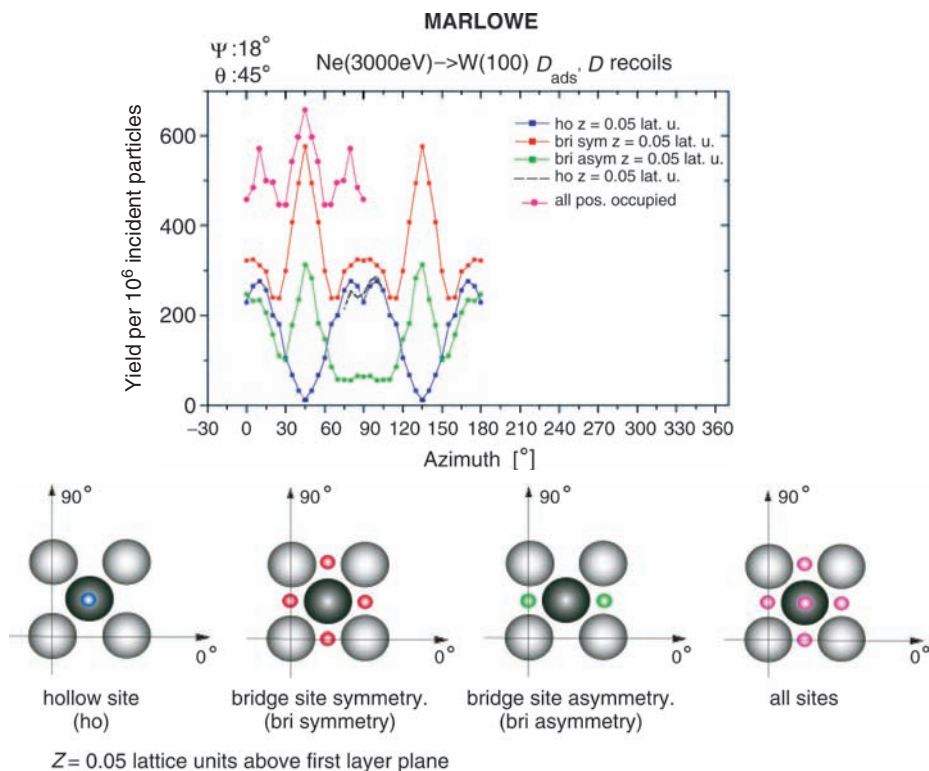 MARLOWE
Ψ :18°
θ :45°
Ne(3000eV)->W(100) D_ads, D recoils
Yield per 10⁶ incident particles
600
400
200
0
ho z = 0.05 lat. u.
bri sym z = 0.05 lat. u.
bri asym z = 0.05 lat. u.
ho z = 0.05 lat. u.
all pos. occupied
−30 0 30 60 90 120 150 180 210 240 270 300 330 360
Azimuth [°]
90° 90° 90° 90°
0° 0° 0° 0°
hollow site
(ho)
bridge site symmetry.
(bri symmetry)
bridge site asymmetry.
(bri asymmetry)
all sites
Z = 0.05 lattice units above first layer plane